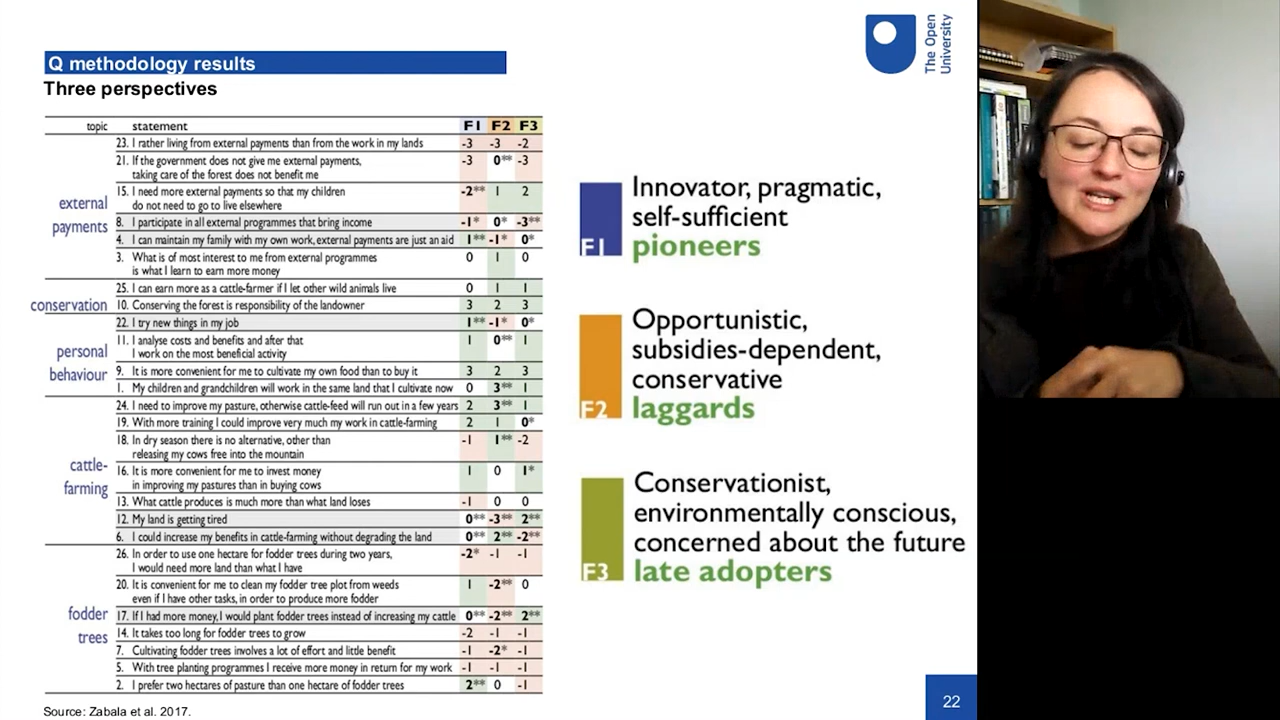 Q methodology results
Three perspectives
topic statement F1 F2 F3
external
payments
23. I rather living from external payments than from the work in my lands -3 -3 -2
21. If the government does not give me external payments,
taking care of the forest does not benefit me -3 0** -3
15. I need more external payments so that my children
do not need to go to live elsewhere -2** 1 2
8. I participate in all external programmes that bring income -1* 0* -3**
4. I can maintain my family with my own work, external payments are just an aid 1** -1* 0*
3. What is of most interest to me from external programmes
is what I learn to earn more money 0 1 0
conservation
25. I can earn more as a cattle-farmer if I let other wild animals live 0 1 1
10. Conserving the forest is responsibility of the landowner 3 2 3
personal
behaviour
22. I try new things in my job 1** -1* 0*
11. I analyse costs and benefits and after that
I work on the most beneficial activity 1 0** 1
9. It is more convenient for me to cultivate my own food than to buy it 3 2 3
1. My children and grandchildren will work in the same land that I cultivate now 0 3** 1
cattle-
farming
24. I need to improve my pasture, otherwise cattle-feed will run out in a few years 2 3** 1
19. With more training I could improve very much my work in cattle-farming 2 1 0*
18. In dry season there is no alternative, other than
releasing my cows free into the mountain -1 1** -2
16. It is more convenient for me to invest money
in improving my pastures than in buying cows 1 0 1*
13. What cattle produces is much more than what land loses -1 0 0
12. My land is getting tired 0** -3** 2**
6. I could increase my benefits in cattle-farming without degrading the land 0** 2** -2**
fodder
trees
26. In order to use one hectare for fodder trees during two years,
I would need more land than what I have -2* -1 -1
20. It is convenient for me to clean my fodder tree plot from weeds
even if I have other tasks, in order to produce more fodder 1 -2** 0
17. If I had more money, I would plant fodder trees instead of increasing my cattle 0** -2** 2**
14. It takes too long for fodder trees to grow -2 -1 -1
7. Cultivating fodder trees involves a lot of effort and little benefit -1 -2* -1
5. With tree planting programmes I receive more money in return for my work -1 -1 -1
2. I prefer two hectares of pasture than one hectare of fodder trees 2** 0 -1
Source: Zabala et al. 2017.
F1
Innovator, pragmatic,
self-sufficient
pioneers
F2
Opportunistic,
subsidies-dependent,
conservative
laggards
F3
Conservationist,
environmentally conscious,
concerned about the future
late adopters
The Open
University
22